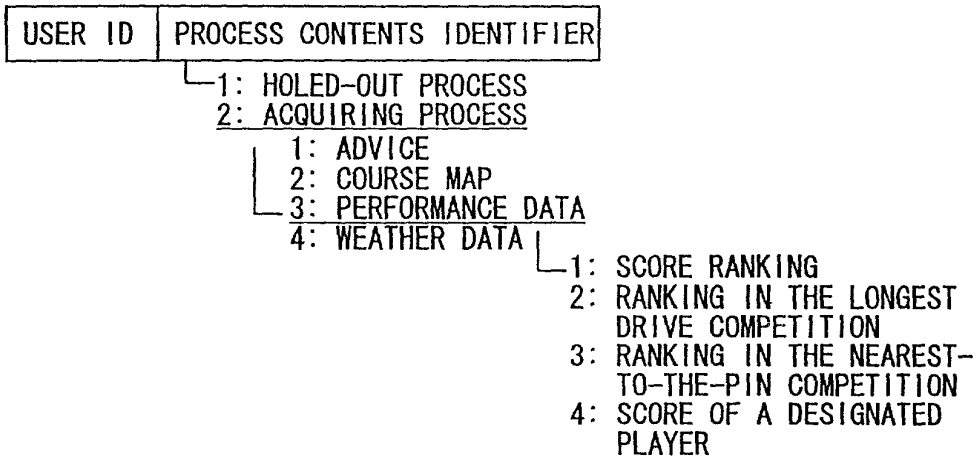 USER ID PROCESS CONTENTS IDENTIFIER
1: HOLED-OUT PROCESS
2: ACQUIRING PROCESS
1: ADVICE
2: COURSE MAP
3: PERFORMANCE DATA
4: WEATHER DATA
1: SCORE RANKING
2: RANKING IN THE LONGEST
DRIVE COMPETITION
3: RANKING IN THE NEAREST-
TO-THE-PIN COMPETITION
4: SCORE OF A DESIGNATED
PLAYER